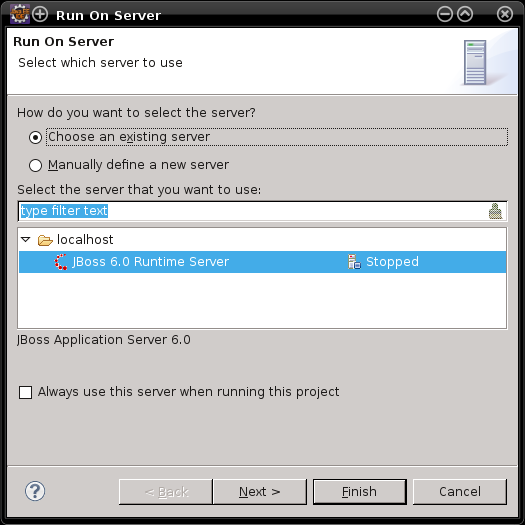 Run On Server
Run On Server
Select which server to use
How do you want to select the server?
Choose an existing server
Manually define a new server
Select the server that you want to use:
type filter text
localhost
JBoss 6.0 Runtime Server Stopped
JBoss Application Server 6.0
Always use this server when running this project
? < Back Next > Finish Cancel